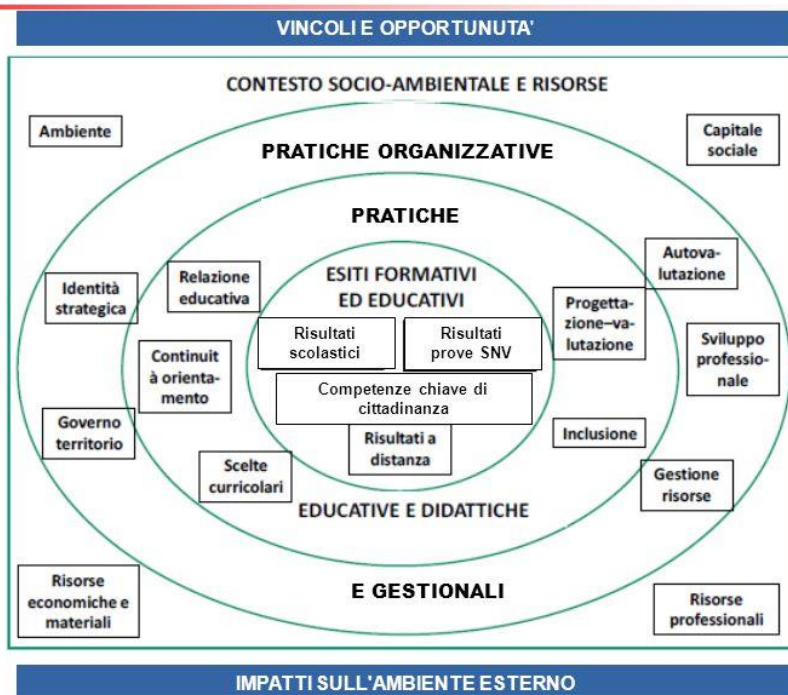 VINCOLI E OPPORTUNUTA'
CONTESTO SOCIO-AMBIENTALE E RISORSE
Ambiente
Capitale
sociale
PRATICHE ORGANIZZATIVE
PRATICHE
Identità
strategica
Relazione
educativa
ESITI FORMATIVI
ED EDUCATIVI
Autova-
lutazione
Progetta-
zione–va-
lutazione
Risultati
scolastici
Risultati
prove SNV
Sviluppo
professio-
nale
Continuit
à orienta-
mento
Competenze chiave di
cittadinanza
Governo
territorio
Risultati a
distanza
Inclusione
Scelte
curricolari
Gestione
risorse
EDUCATIVE E DIDATTICHE
E GESTIONALI
Risorse
economiche e
materiali
Risorse
professionali
IMPATTI SULL'AMBIENTE ESTERNO